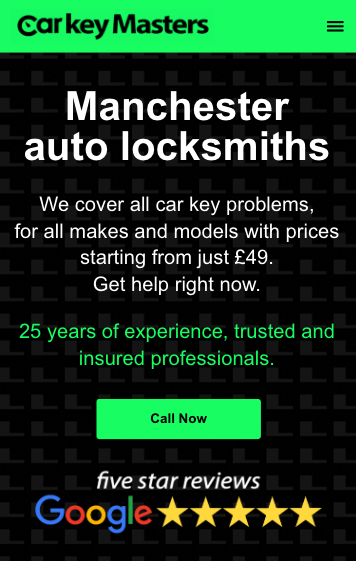 Car key Masters
Manchester
auto locksmiths
We cover all car key problems,
for all makes and models with prices
starting from just £49.
Get help right now.
25 years of experience, trusted and
insured professionals.
Call Now
five star reviews
Google